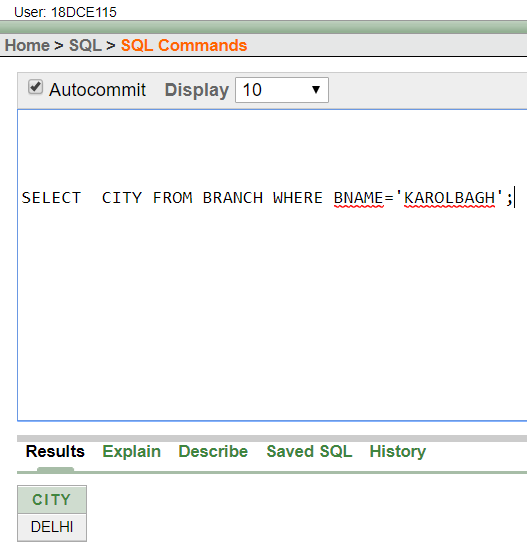 User: 18DCE115
Home > SQL > SQL Commands
Autocommit Display 10
SELECT  CITY FROM BRANCH WHERE BNAME='KAROLBAGH';
Results Explain Describe Saved SQL History
CITY
DELHI